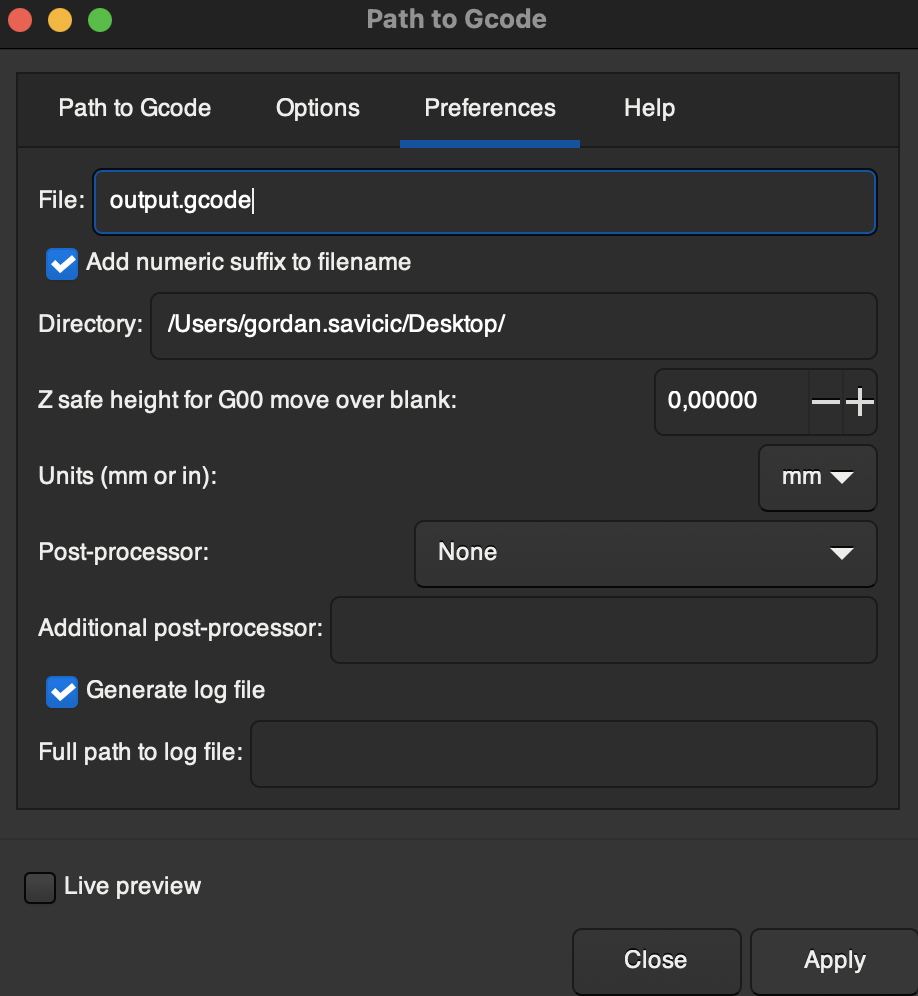 Path to Gcode
Path to Gcode Options Preferences Help
File: output.gcode
Add numeric suffix to filename
Directory: /Users/gordan.savicic/Desktop/
Z safe height for G00 move over blank: 0,00000
Units (mm or in): mm
Post-processor: None
Additional post-processor:
Generate log file
Full path to log file:
Live preview
Close Apply